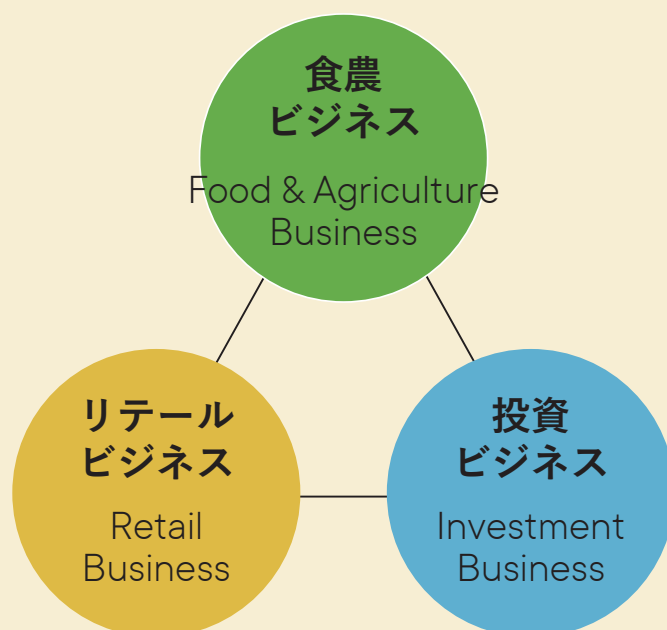 食農
ビジネス
Food & Agriculture
Business
リテール
ビジネス
Retail
Business
投資
ビジネス
Investment
Business